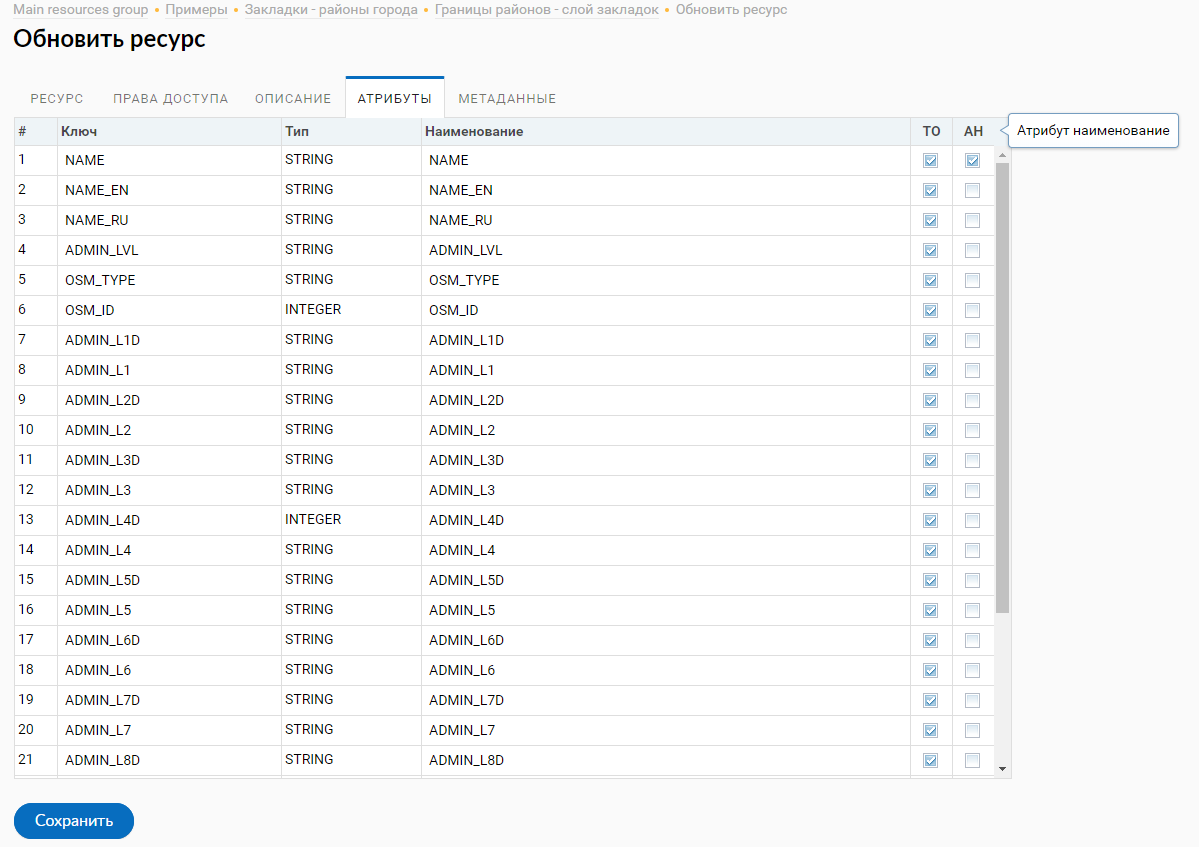 Main resources group • Примеры • Закладки - районы города • Границы районов - слой закладок • Обновить ресурс
Обновить ресурс
РЕСУРС ПРАВА ДОСТУПА ОПИСАНИЕ АТРИБУТЫ МЕТАДАННЫЕ
# Ключ Тип Наименование ТО АН Атрибут наименование
1 NAME STRING NAME
2 NAME_EN STRING NAME_EN
3 NAME_RU STRING NAME_RU
4 ADMIN_LVL STRING ADMIN_LVL
5 OSM_TYPE STRING OSM_TYPE
6 OSM_ID INTEGER OSM_ID
7 ADMIN_L1D STRING ADMIN_L1D
8 ADMIN_L1 STRING ADMIN_L1
9 ADMIN_L2D STRING ADMIN_L2D
10 ADMIN_L2 STRING ADMIN_L2
11 ADMIN_L3D STRING ADMIN_L3D
12 ADMIN_L3 STRING ADMIN_L3
13 ADMIN_L4D INTEGER ADMIN_L4D
14 ADMIN_L4 STRING ADMIN_L4
15 ADMIN_L5D STRING ADMIN_L5D
16 ADMIN_L5 STRING ADMIN_L5
17 ADMIN_L6D STRING ADMIN_L6D
18 ADMIN_L6 STRING ADMIN_L6
19 ADMIN_L7D STRING ADMIN_L7D
20 ADMIN_L7 STRING ADMIN_L7
21 ADMIN_L8D STRING ADMIN_L8D
Сохранить